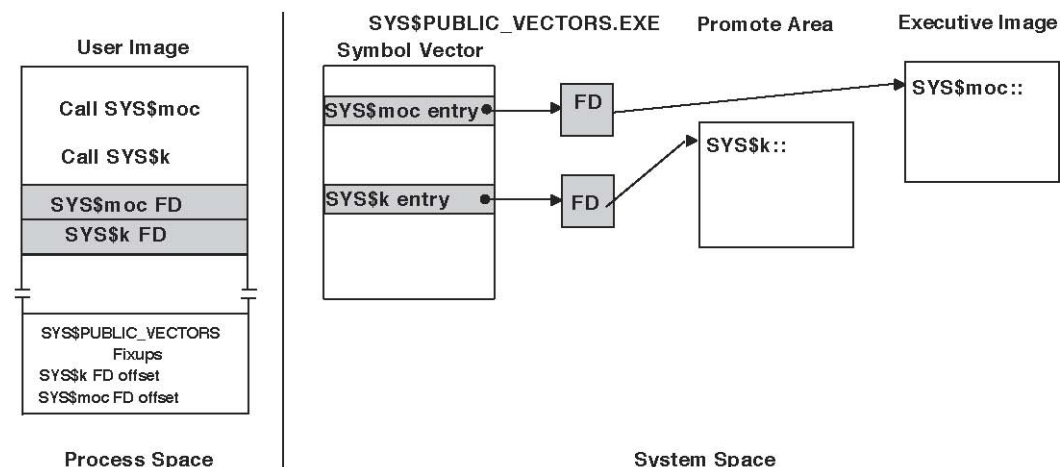 User Image
Call SYS$moc
Call SYS$k
SYS$moc FD
SYS$k FD
SYS$PUBLIC_VECTORS
Fixups
SYS$k FD offset
SYS$moc FD offset
Process Space
SYS$PUBLIC_VECTORS.EXE
Symbol Vector
SYS$moc entry
SYS$k entry
FD
FD
Promote Area
SYS$k::
Executive Image
SYS$moc::
System Space